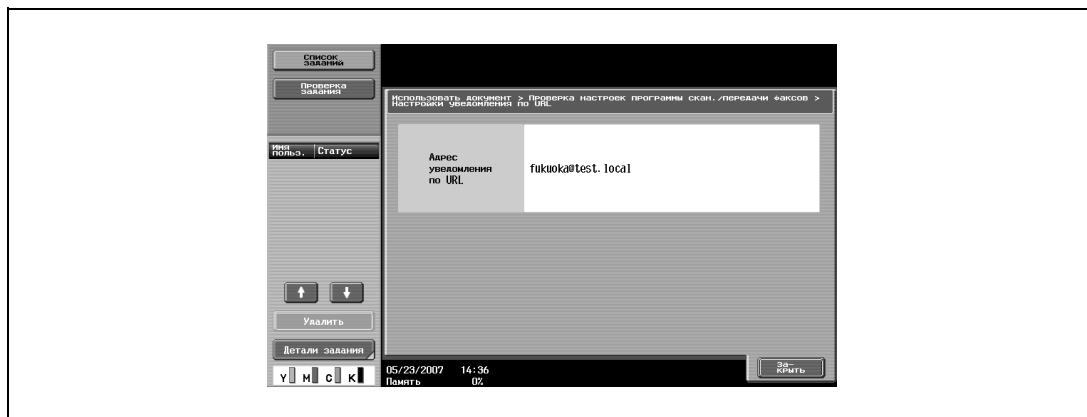 Список
заданий
Проверка
задания
Использовать документ > Проверка настроек программы скан./передачи факсов >
Настройки уведомления по URL
Имя
польз.
Статус
Адрес
уведомления
по URL
fukuoka@test.local
Удалить
Детали задания
Y M C K
05/23/2007 14:36
Память 0%
За-
крыть